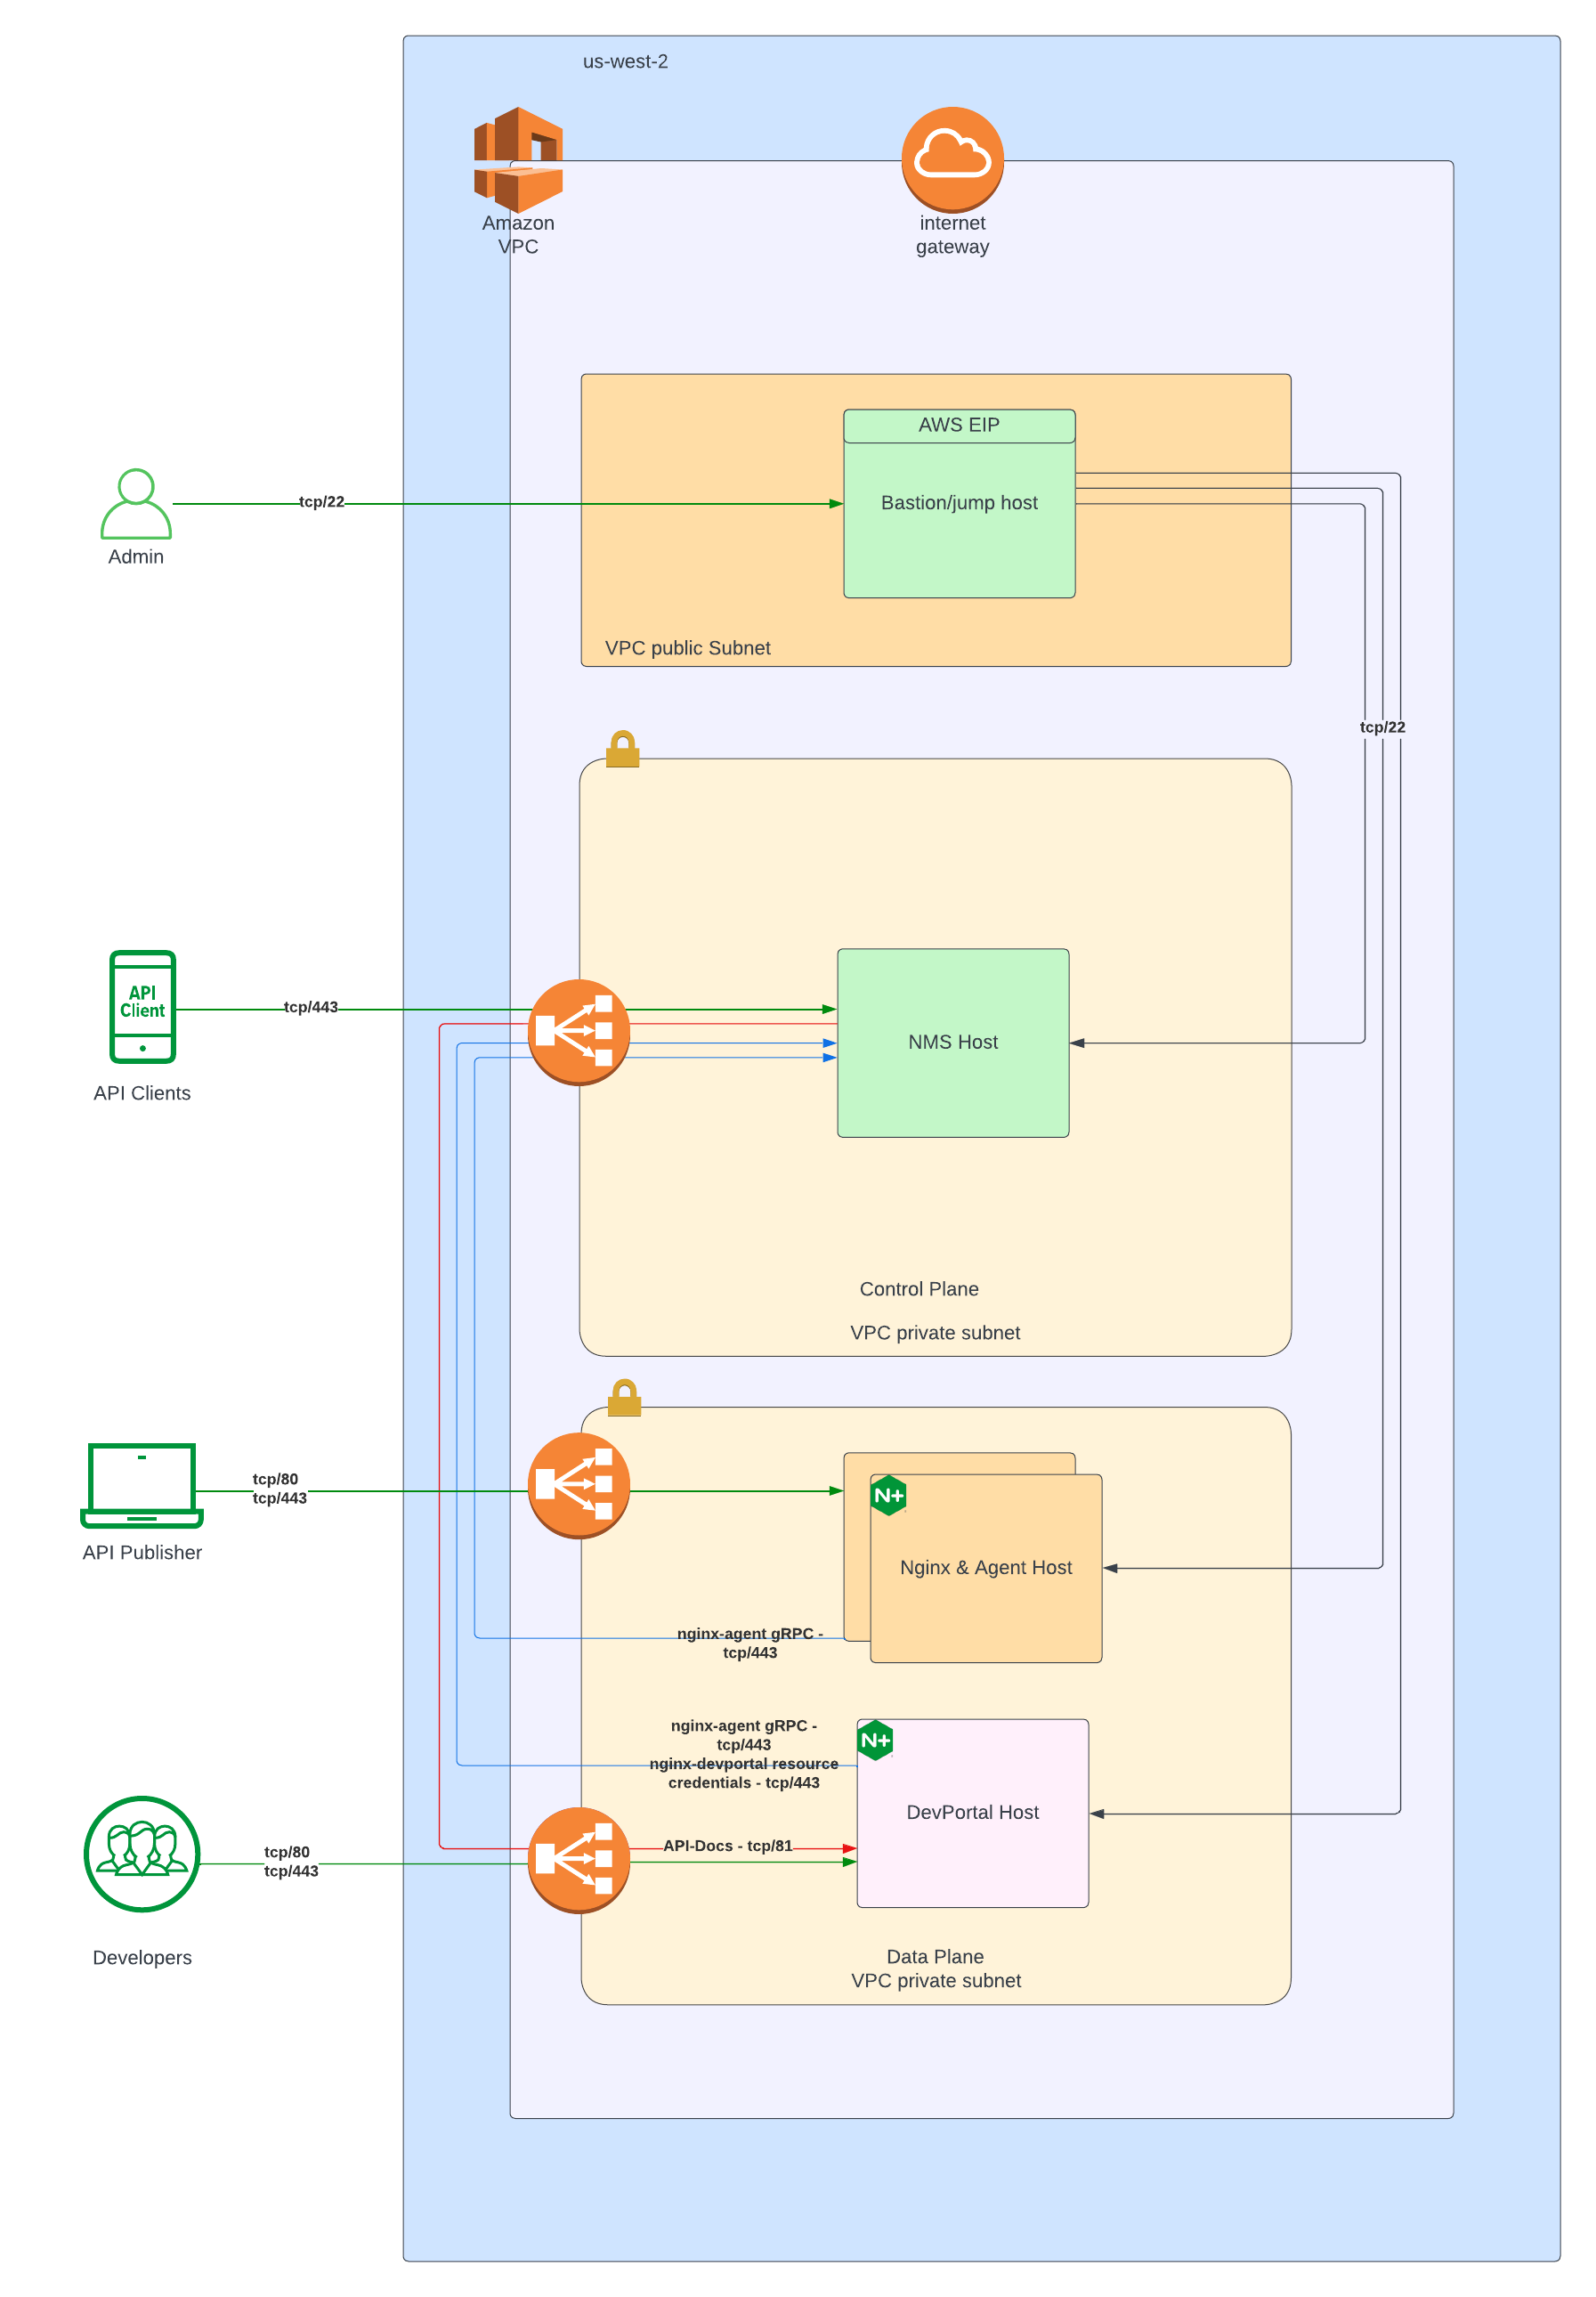 us-west-2
Amazon
VPC
internet
gateway
AWS EIP
Bastion/jump host
tcp/22
Admin
VPC public Subnet
tcp/22
API
Client
tcp/443
API Clients
NMS Host
Control Plane
VPC private subnet
tcp/80
tcp/443
API Publisher
N+
Nginx & Agent Host
nginx-agent gRPC -
tcp/443
nginx-agent gRPC -
tcp/443
nginx-devportal resource
credentials - tcp/443
N+
DevPortal Host
API-Docs - tcp/81
tcp/80
tcp/443
Developers
Data Plane
VPC private subnet